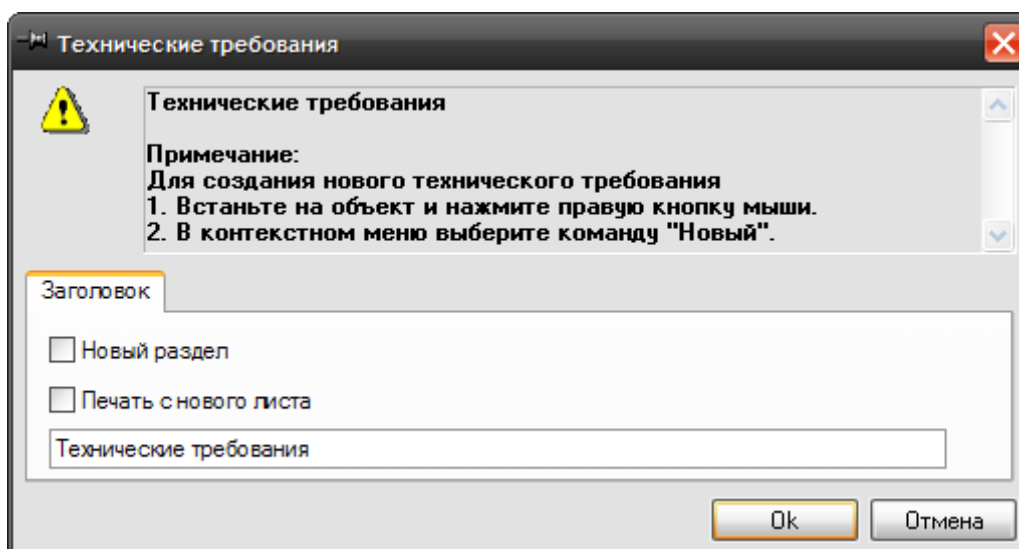 Технические требования
Технические требования
Примечание:
Для создания нового технического требования
1. Встаньте на объект и нажмите правую кнопку мыши.
2. В контекстном меню выберите команду "Новый".
Заголовок
Новый раздел
Печать с нового листа
Технические требования
Ok
Отмена